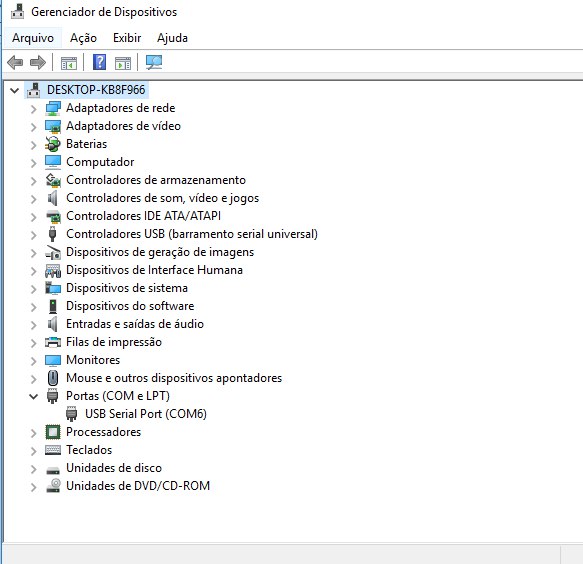 Gerenciador de Dispositivos
Arquivo Ação Exibir Ajuda
DESKTOP-KB8F966
Adaptadores de rede
Adaptadores de vídeo
Baterias
Computador
Controladores de armazenamento
Controladores de som, vídeo e jogos
Controladores IDE ATA/ATAPI
Controladores USB (barramento serial universal)
Dispositivos de geração de imagens
Dispositivos de Interface Humana
Dispositivos de sistema
Dispositivos do software
Entradas e saídas de áudio
Filas de impressão
Monitores
Mouse e outros dispositivos apontadores
Portas (COM e LPT)
USB Serial Port (COM6)
Processadores
Teclados
Unidades de disco
Unidades de DVD/CD-ROM